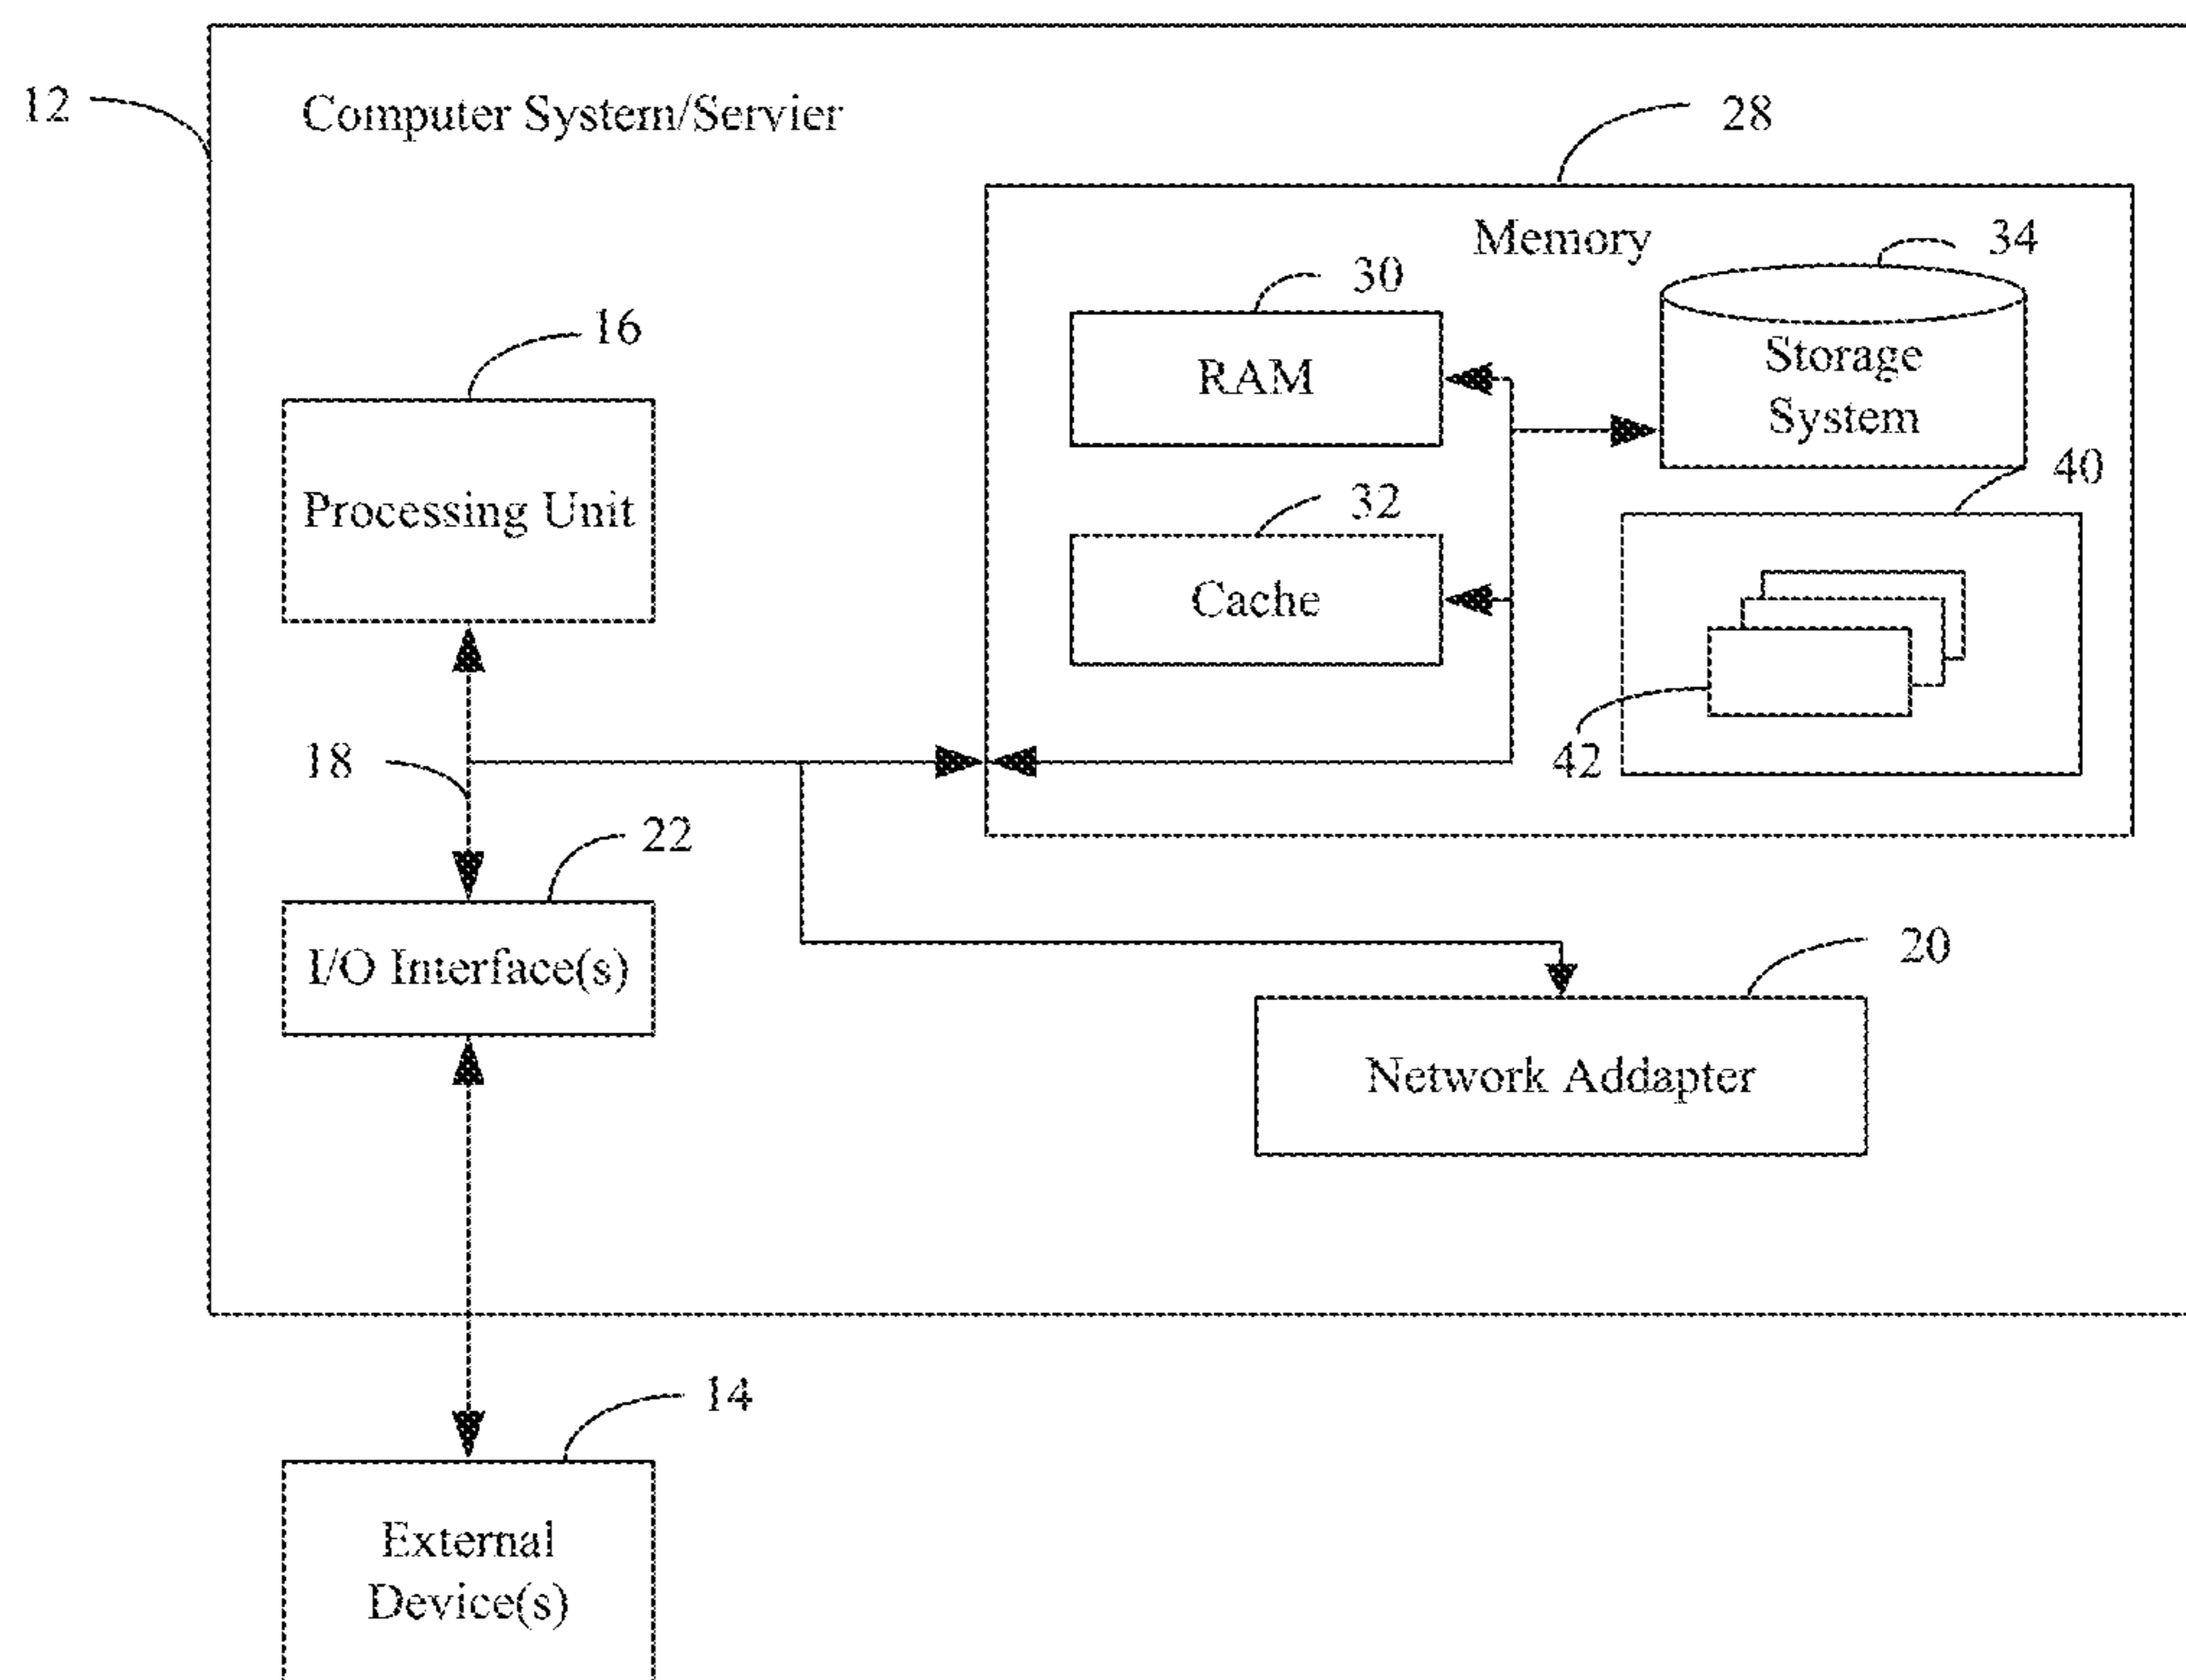 12
Computer System/Servier
28
Memory
34
30
16
RAM
Storage
System
40
32
Processing Unit
Cache
18
42
22
I/O Interface(s)
20
Network Addapter
14
External
Device(s)